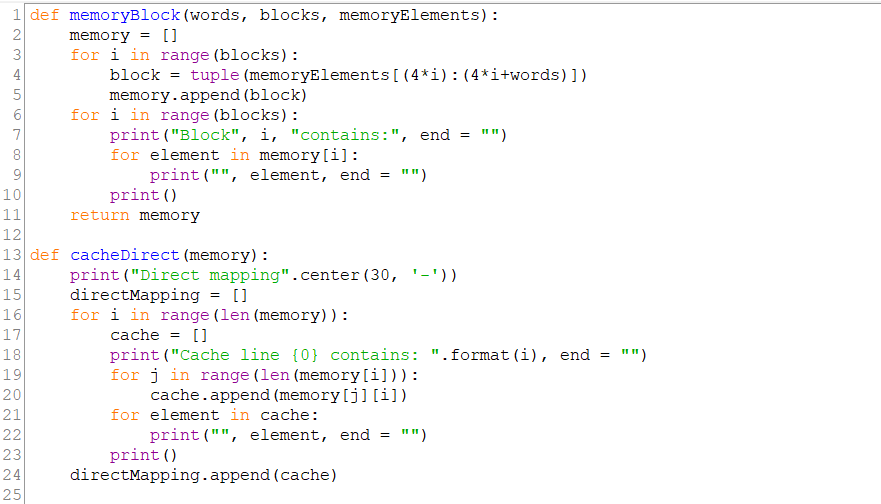 1 def memoryBlock(words, blocks, memoryElements):
2     memory = []
3     for i in range(blocks):
4         block = tuple(memoryElements[(4*i):(4*i+words)])
5         memory.append(block)
6     for i in range(blocks):
7         print("Block", i, "contains:", end = "")
8         for element in memory[i]:
9             print("", element, end = "")
10         print()
11     return memory
12
13 def cacheDirect(memory):
14     print("Direct mapping".center(30, '-'))
15     directMapping = []
16     for i in range(len(memory)):
17         cache = []
18         print("Cache line {0} contains: ".format(i), end = "")
19         for j in range(len(memory[i])):
20             cache.append(memory[j][i])
21         for element in cache:
22             print("", element, end = "")
23         print()
24     directMapping.append(cache)
25